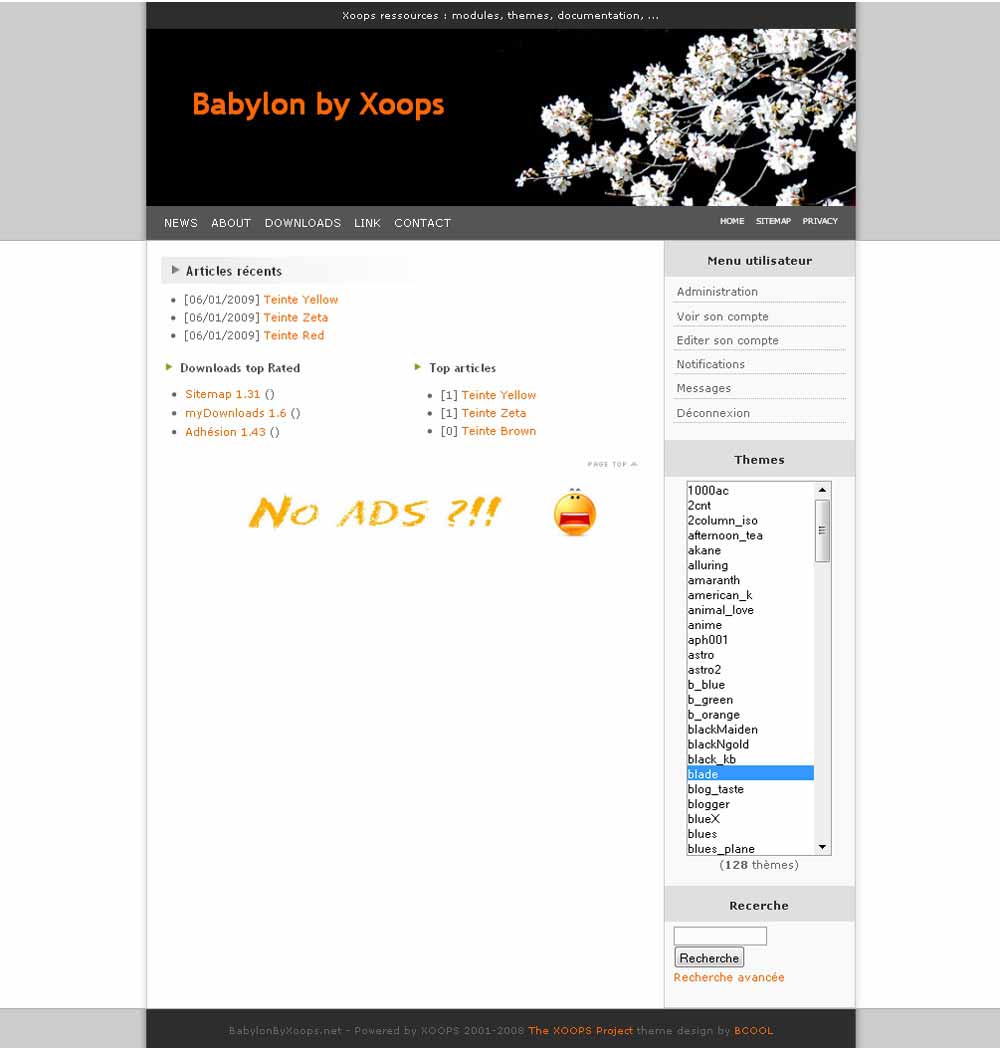 Xoops ressources : modules, themes, documentation, ...
Babylon by Xoops
NEWS ABOUT DOWNLOADS LINK CONTACT
HOME SITEMAP PRIVACY
Articles récents
[06/01/2009] Teinte Yellow
[06/01/2009] Teinte Zeta
[06/01/2009] Teinte Red
Downloads top Rated
Sitemap 1.31 ()
myDownloads 1.6 ()
Adhésion 1.43 ()
Top articles
[1] Teinte Yellow
[1] Teinte Zeta
[0] Teinte Brown
PAGE TOP
No ADS ?!!
Menu utilisateur
Administration
Voir son compte
Editer son compte
Notifications
Messages
Déconnexion
Themes
1000ac
2cnt
2column_iso
afternoon_tea
akane
alluring
amaranth
american_k
animal_love
anime
aph001
astro
astro2
b_blue
b_green
b_orange
blackMaiden
blackNgold
black_kb
blade
blog_taste
blogger
blueX
blues
blues_plane
(128 thèmes)
Recerche
Recherche
Recherche avancée
BabylonByXoops.net - Powered by XOOPS 2001-2008 The XOOPS Project theme design by BCOOL